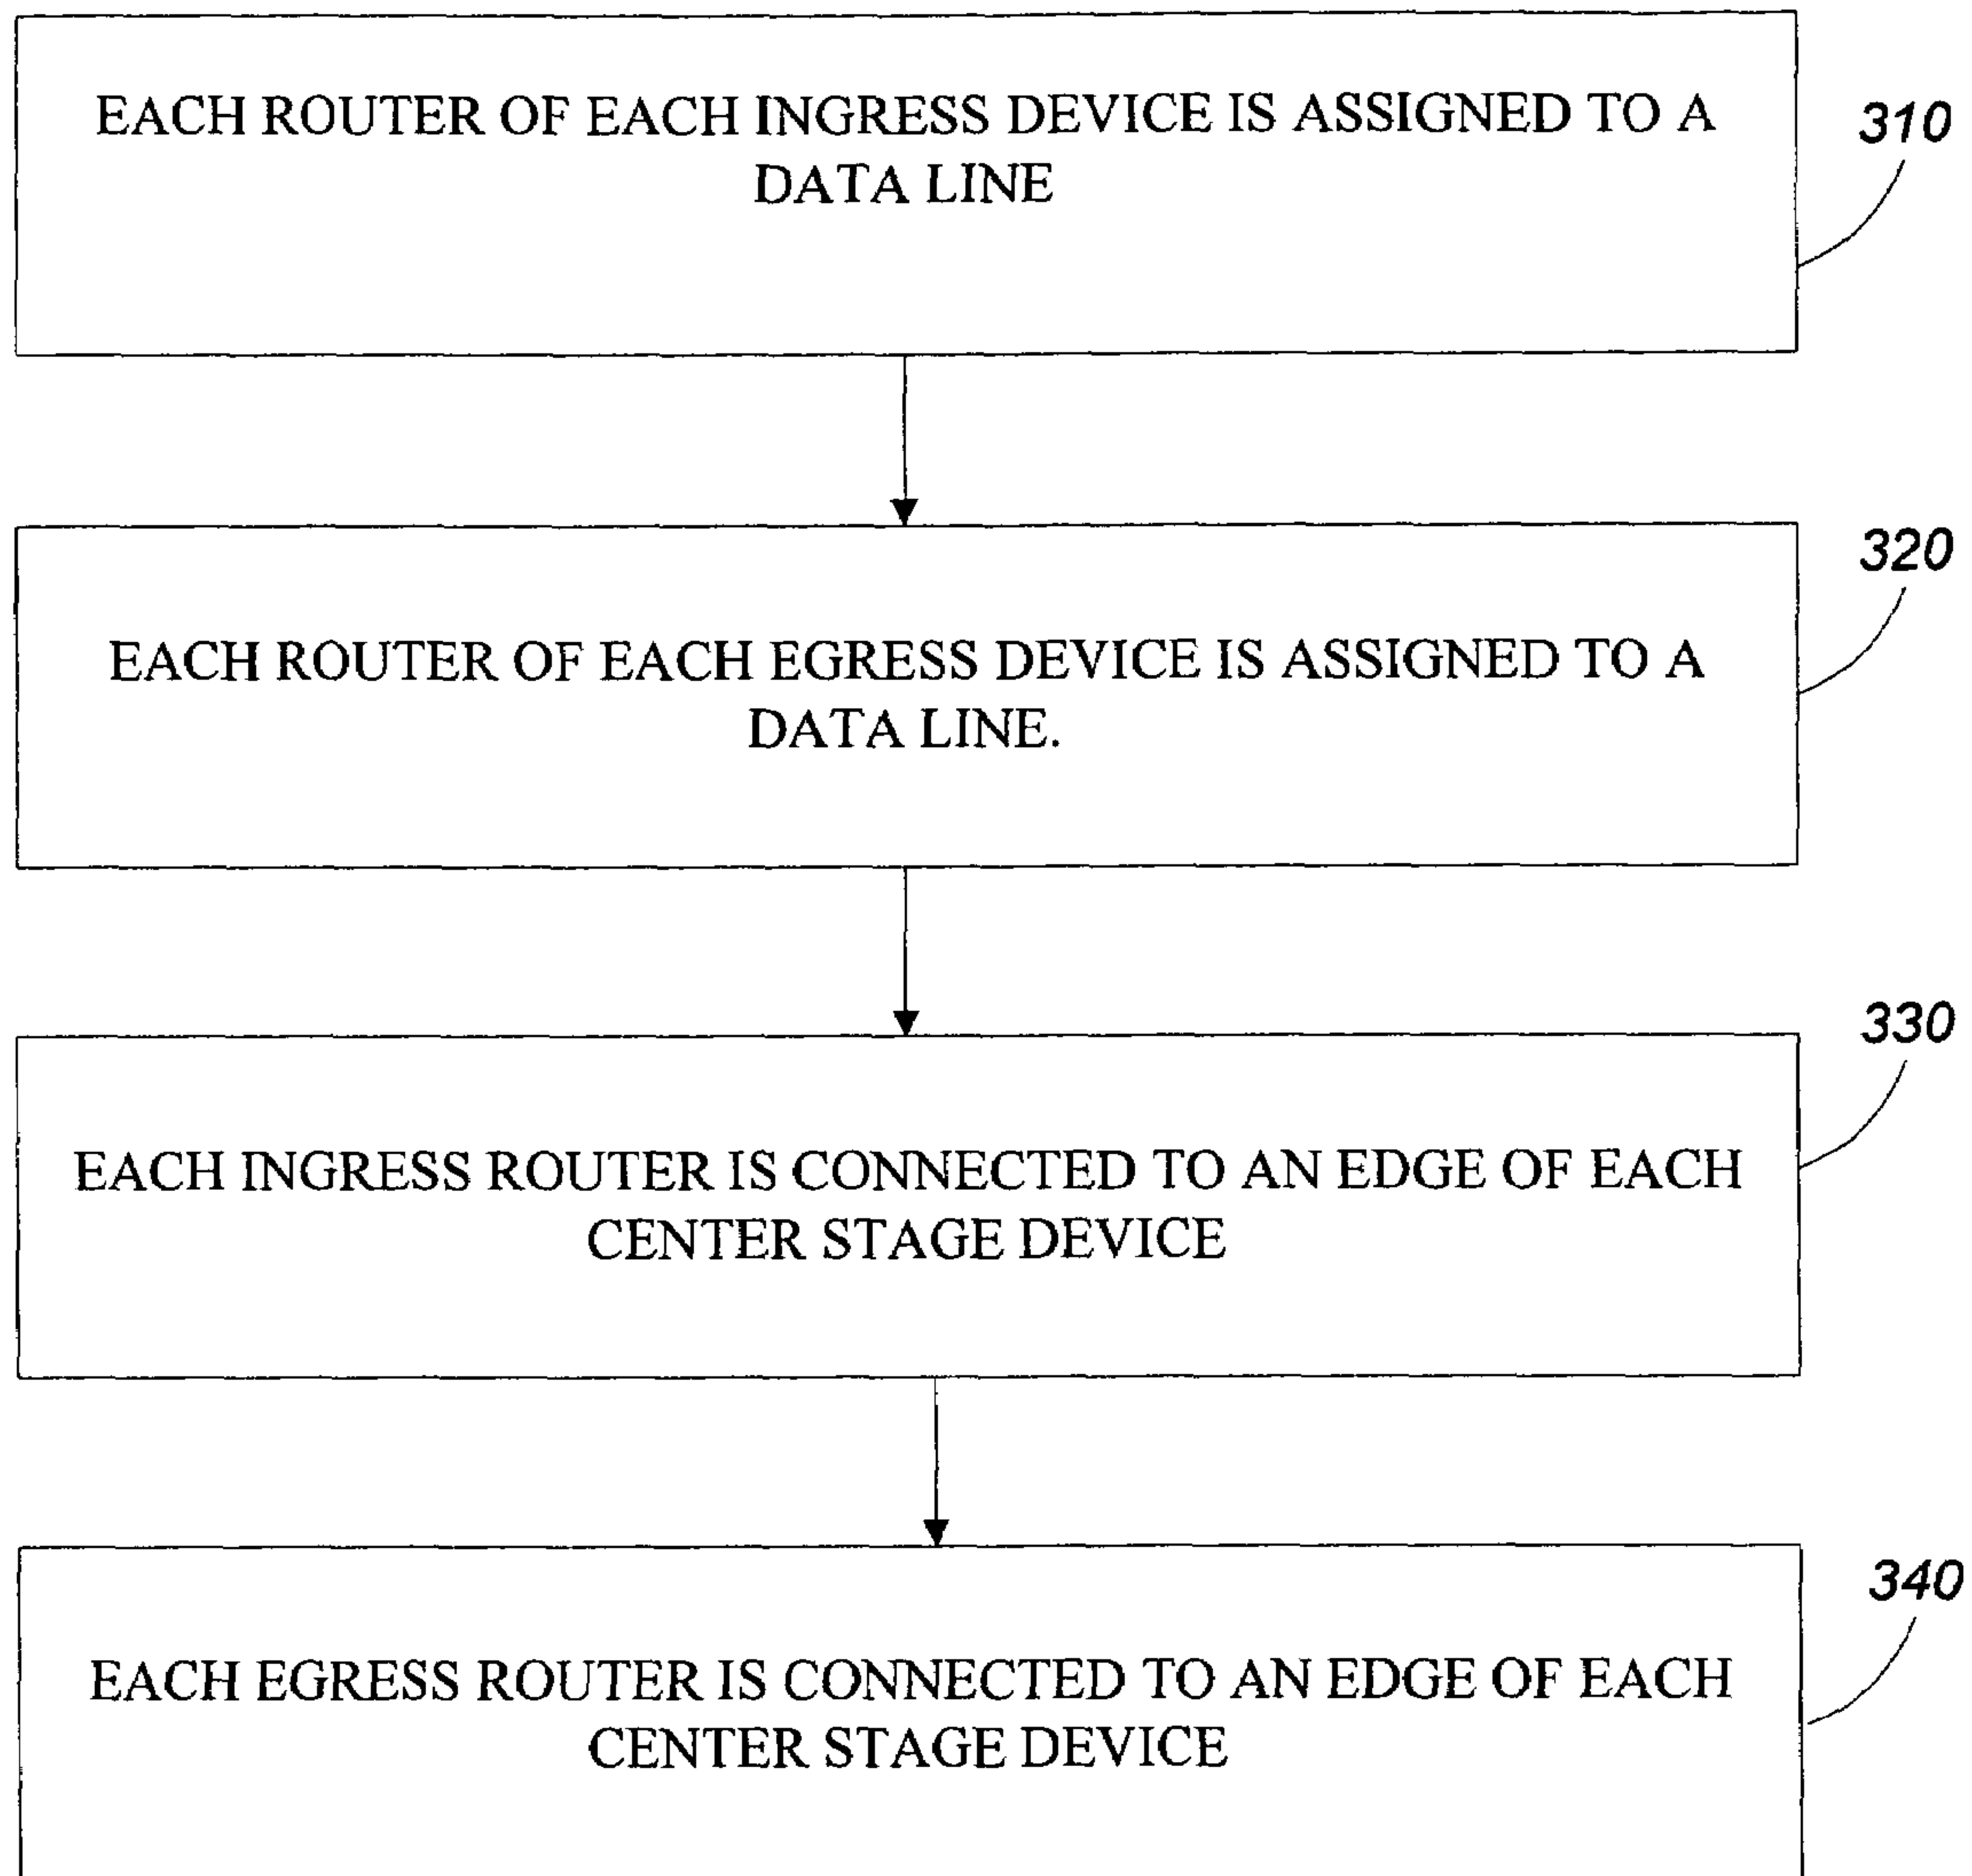 EACH ROUTER OF EACH INGRESS DEVICE IS ASSIGNED TO A
DATA LINE
310
EACH ROUTER OF EACH EGRESS DEVICE IS ASSIGNED TO A
DATA LINE.
320
EACH INGRESS ROUTER IS CONNECTED TO AN EDGE OF EACH
CENTER STAGE DEVICE
330
EACH EGRESS ROUTER IS CONNECTED TO AN EDGE OF EACH
CENTER STAGE DEVICE
340